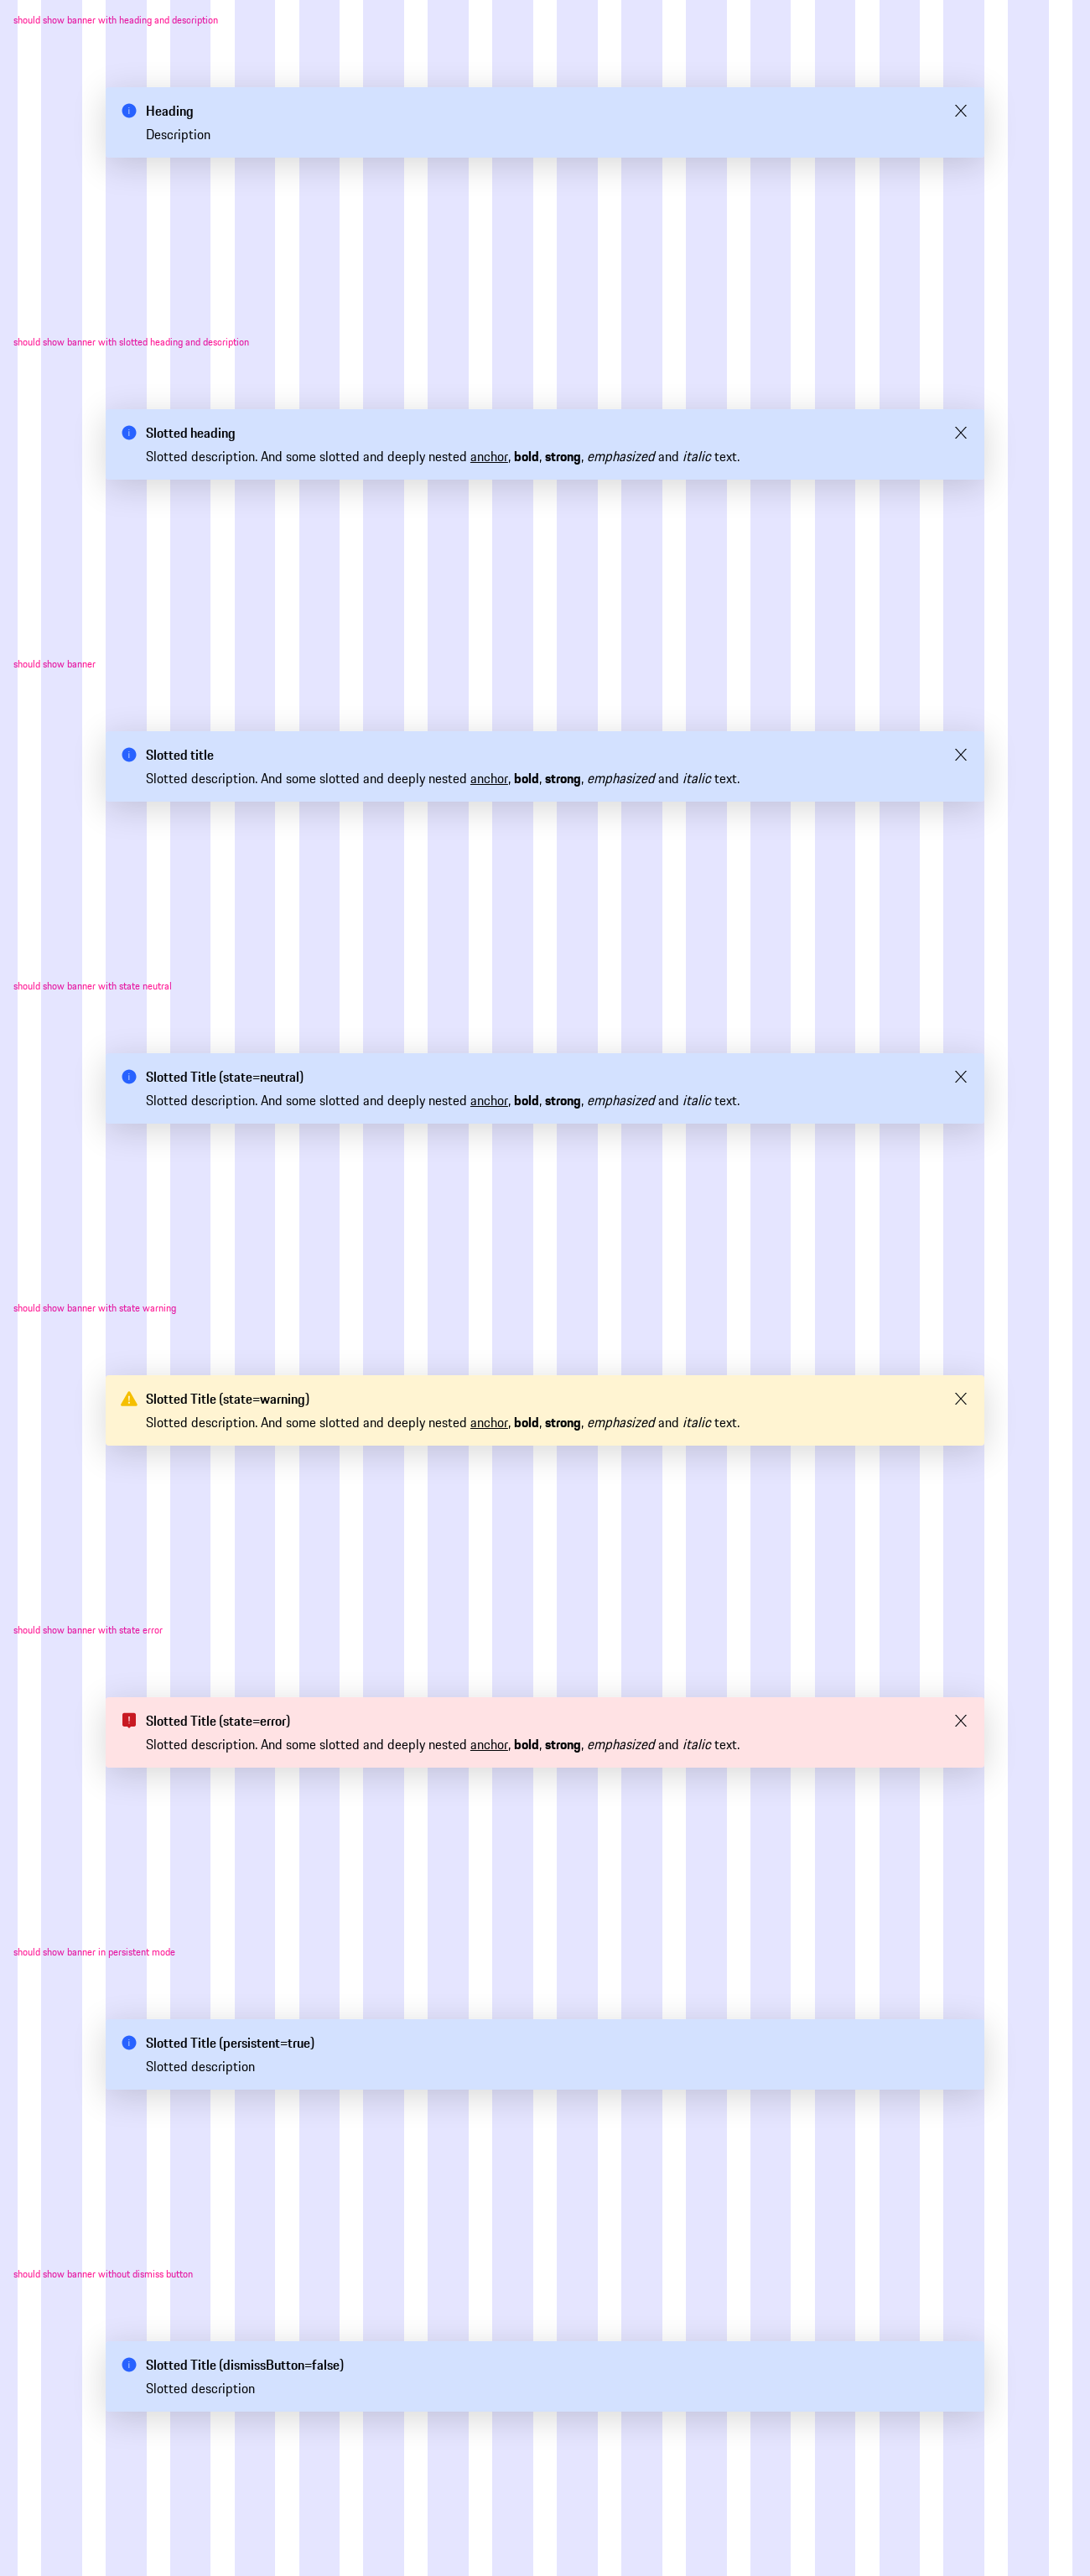 should show banner with heading and description
Heading
Description
should show banner with slotted heading and description
Slotted heading
Slotted description. And some slotted and deeply nested anchor, bold, strong, emphasized and italic text.
should show banner
Slotted title
Slotted description. And some slotted and deeply nested anchor, bold, strong, emphasized and italic text.
should show banner with state neutral
Slotted Title (state=neutral)
Slotted description. And some slotted and deeply nested anchor, bold, strong, emphasized and italic text.
should show banner with state warning
Slotted Title (state=warning)
Slotted description. And some slotted and deeply nested anchor, bold, strong, emphasized and italic text.
should show banner with state error
Slotted Title (state=error)
Slotted description. And some slotted and deeply nested anchor, bold, strong, emphasized and italic text.
should show banner in persistent mode
Slotted Title (persistent=true)
Slotted description
should show banner without dismiss button
Slotted Title (dismissButton=false)
Slotted description